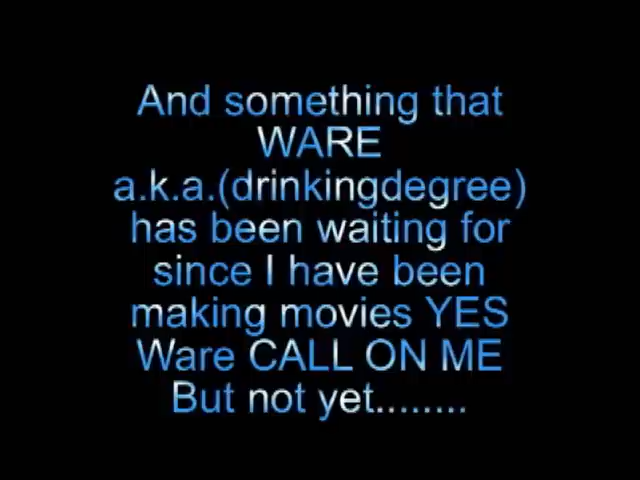 And something that
WARE
a.k.a.(drinkingdegree)
has been waiting for
since I have been
making movies YES
Ware CALL ON ME
But not yet........